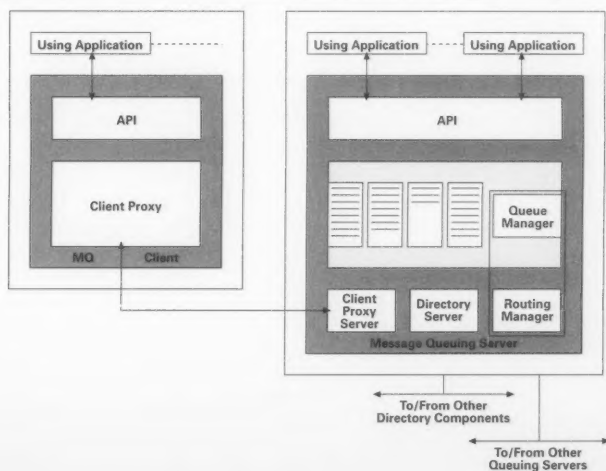 Using Application
API
Client Proxy
MQ Client
Using Application
Using Application
API
Queue
Manager
Client
Proxy
Server
Directory
Server
Routing
Manager
Message Queuing Server
To/From Other
Directory Components
To/From Other
Queuing Servers